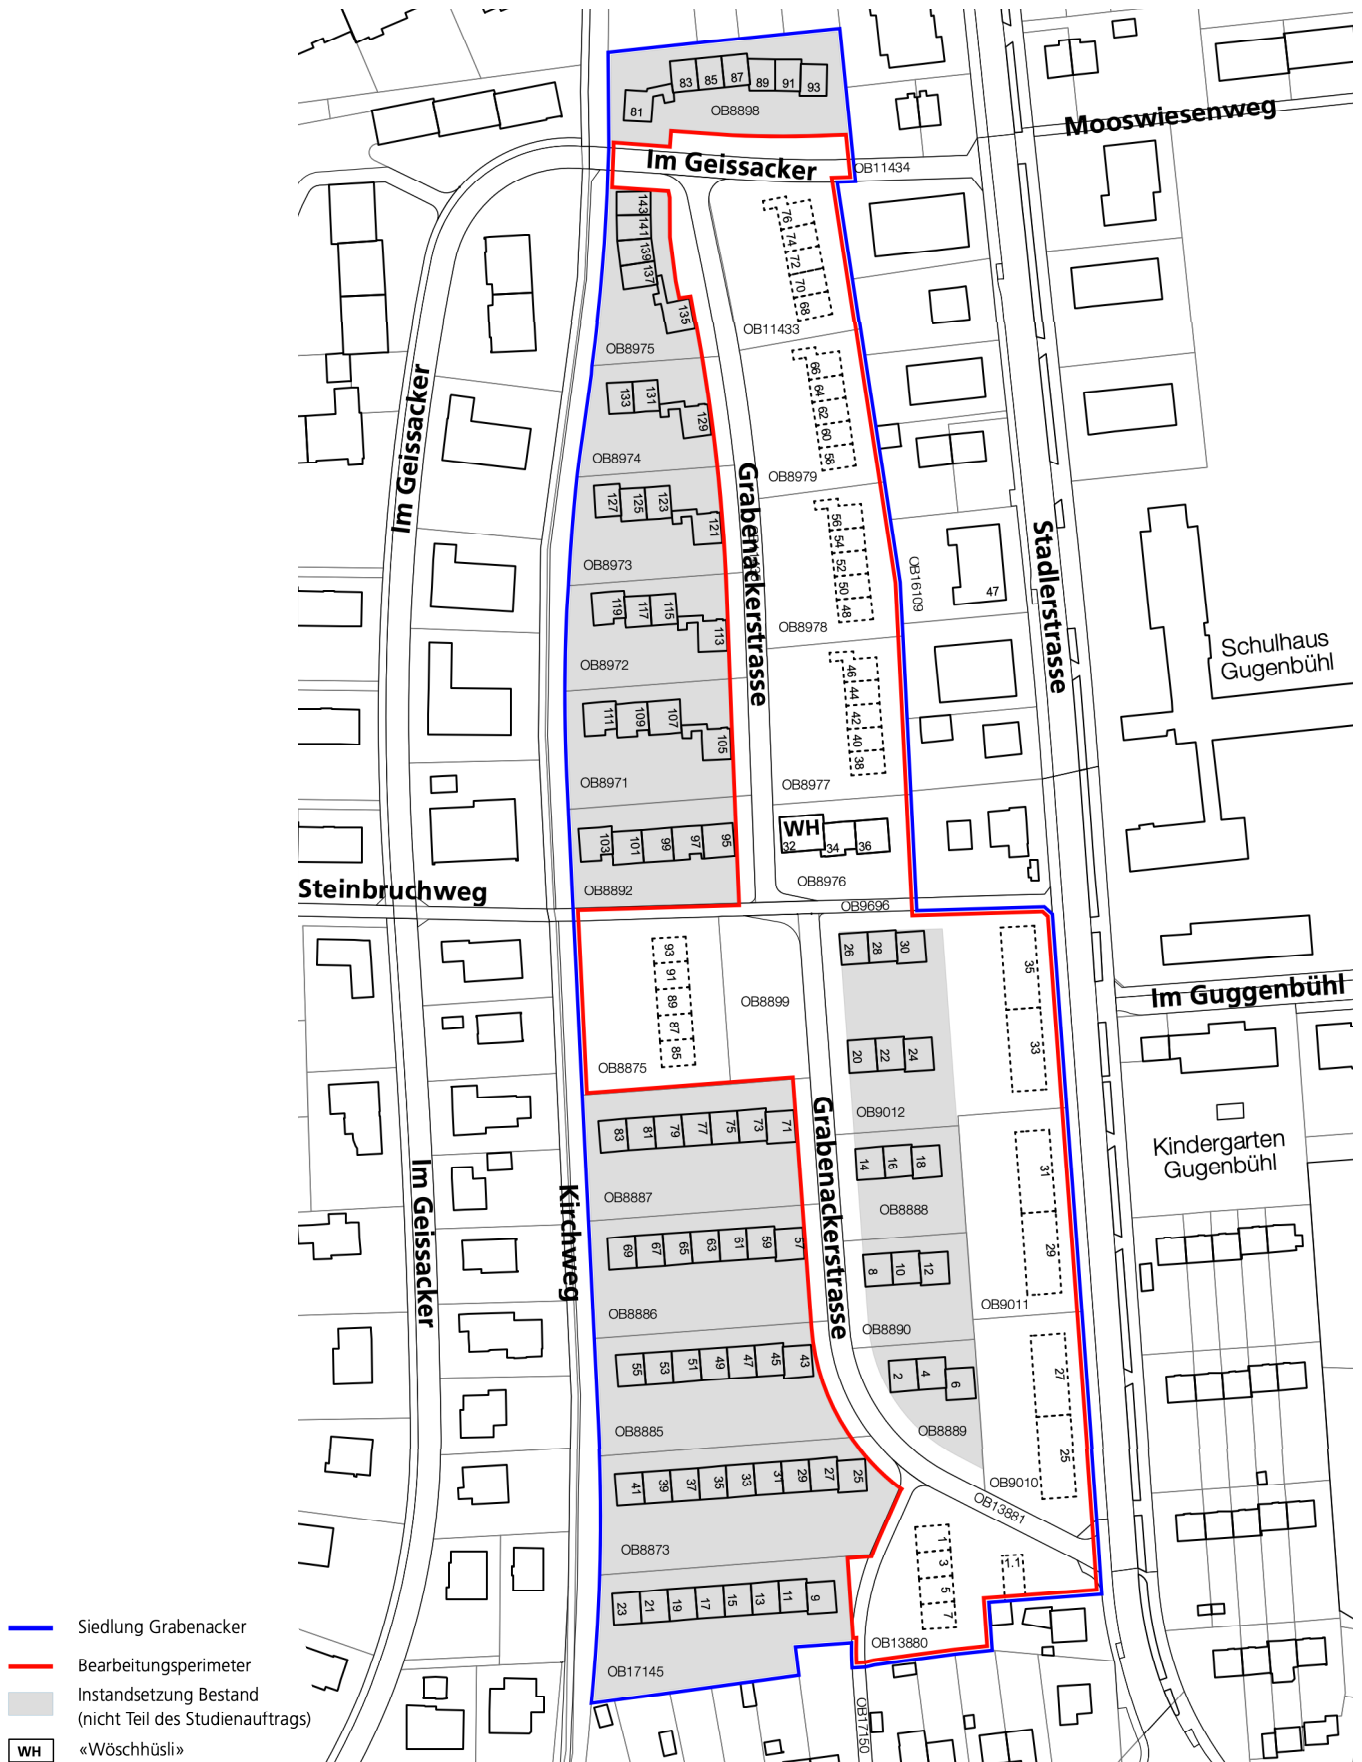 83
85
87
89
91
93
81
OB8898
Mooswiesenweg
Im Geissacker
OB11434
143
141
139
137
135
76
74
72
70
68
OB11433
OB8975
Im Geissacker
133
131
129
66
64
62
60
58
OB8974
OB8979
Grabenackerstrasse
127
125
123
121
56
54
52
50
48
OB8973
OB16109
47
Stadlerstrasse
119
117
115
113
OB8978
OB8972
Schulhaus
Gugenbühl
46
44
42
40
38
111
109
107
105
OB8971
OB8977
103
101
99
97
95
WH
32
34
36
OB8976
OB8892
Steinbruchweg
OB9696
93
91
89
87
85
OB8899
OB8875
26
28
30
35
33
Im Guggenbühl
20
22
24
OB9012
83
81
79
77
75
73
71
OB8887
Grabenackerstrasse
14
16
18
OB8888
31
29
Kindergarten
Gugenbühl
Im Geissacker
Kirchweg
69
67
65
63
61
59
57
OB8886
8
10
12
OB8890
OB9011
55
53
51
49
47
45
43
OB8885
2
4
6
OB8889
27
25
OB9010
41
39
37
35
33
31
29
27
25
OB8873
OB13881
1
3
5
7
1.1
23
21
19
17
15
13
11
9
OB13880
OB17145
OB17150
Siedlung Grabenacker
Bearbeitungsperimeter
Instandsetzung Bestand
(nicht Teil des Studienauftrags)
WH «Wöschhüsli»